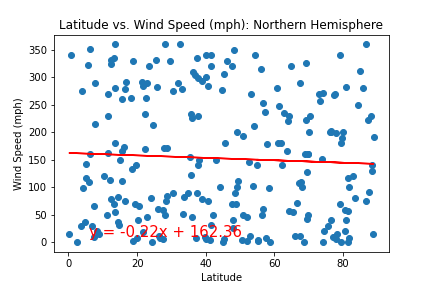 Latitude vs. Wind Speed (mph): Northern Hemisphere
Wind Speed (mph)
350
300
250
200
150
100
50
0
y = -0.22x + 162.36
0 20 40 60 80
Latitude